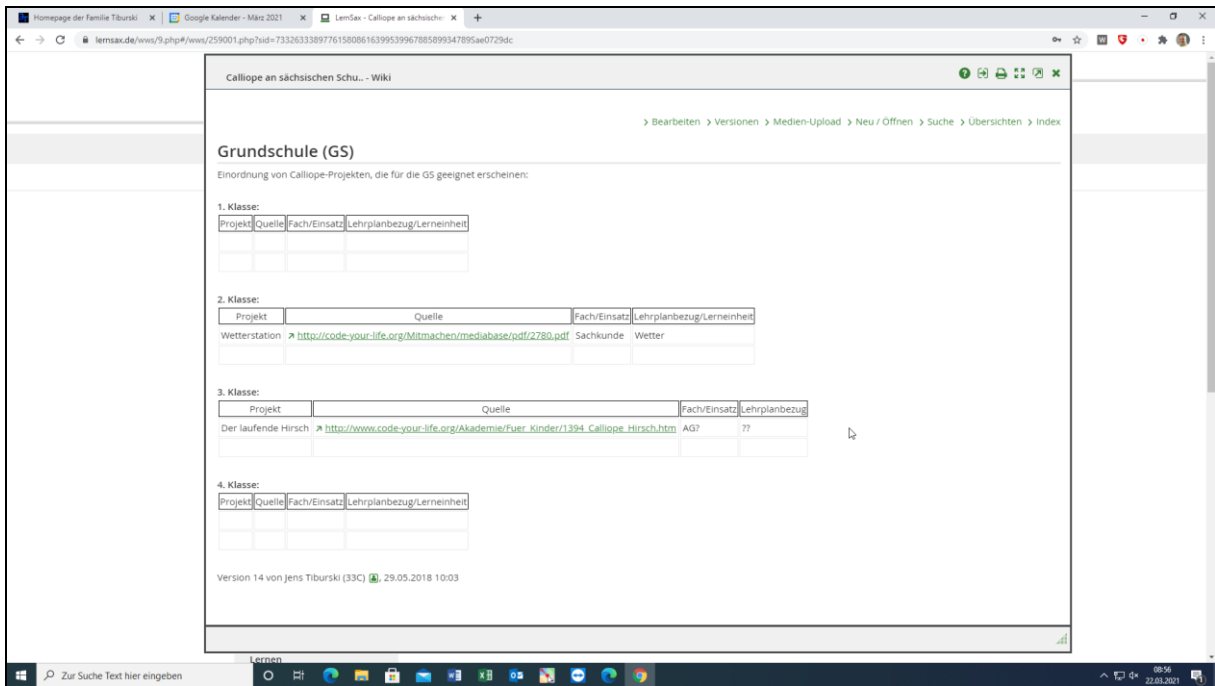 Homepage der Familie Tiburski
Google Kalender - März 2021
LernSax - Calliope an sächsische
lernsax.de/wws/9.php#/wws/259001.php?sid=73326333897761580861639953996788589934789Sae0729dc
Calliope an sächsischen Schu.. - Wiki
Bearbeiten Versionen Medien-Upload Neu / Öffnen Suche Übersichten Index
Grundschule (GS)
Einordnung von Calliope-Projekten, die für die GS geeignet erscheinen:
1. Klasse:
Projekt Quelle Fach/Einsatz Lehrplanbezug/Lerneinheit
2. Klasse:
Projekt Quelle Fach/Einsatz Lehrplanbezug/Lerneinheit
Wetterstation http://code-your-life.org/Mitmachen/mediabase/pdf/2780.pdf Sachkunde Wetter
3. Klasse:
Projekt Quelle Fach/Einsatz Lehrplanbezug
Der laufende Hirsch http://www.code-your-life.org/Akademie/Fuer_Kinder/1394_Calliope_Hirsch.htm AG? ??
4. Klasse:
Projekt Quelle Fach/Einsatz Lehrplanbezug/Lerneinheit
Version 14 von Jens Tiburski (33C) , 29.05.2018 10:03
Lernen
Zur Suche Text hier eingeben
08:56
22.03.2021